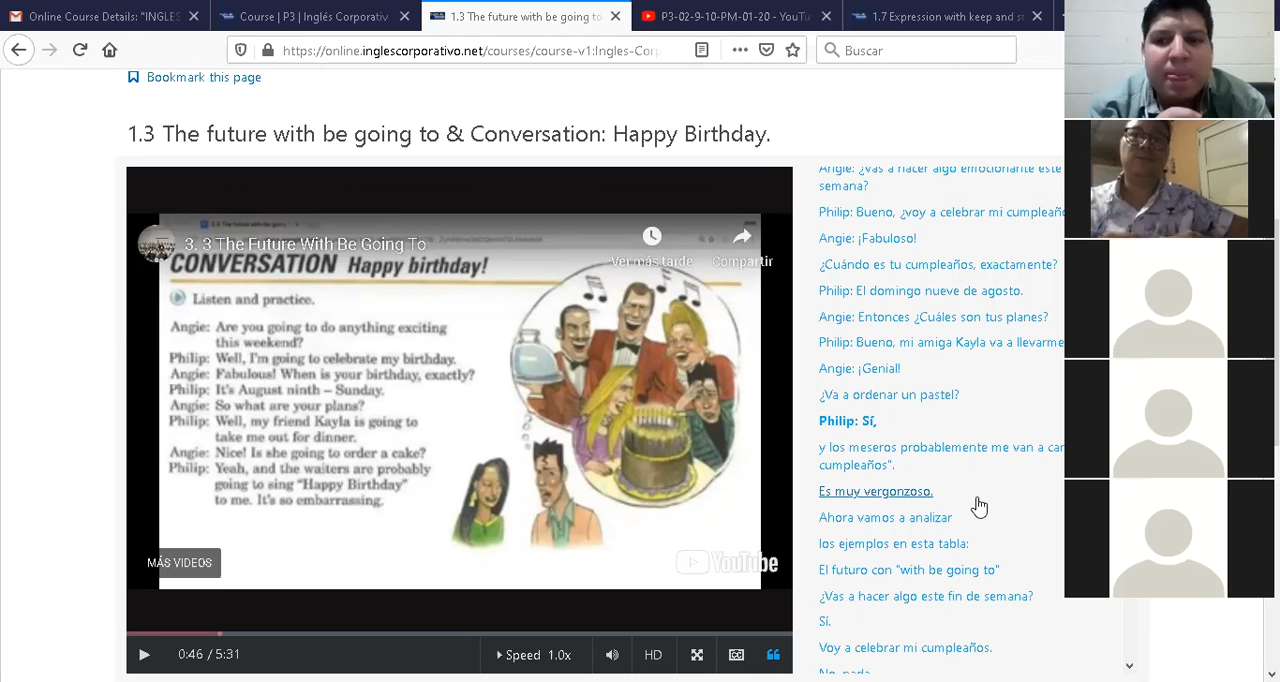 Online Course Details: "INGLES
Course | P3 | Inglés Corporativ
1.3 The future with be going to
P3-02-9-10-PM-01-20 - YouTu
1.7 Expression with keep and st
https://online.inglescorporativo.net/courses/course-v1:Ingles-Cor
Buscar
Bookmark this page
1.3 The future with be going to & Conversation: Happy Birthday.
3. 3 The Future With Be Going To
Ver más tarde
Compartir
CONVERSATION Happy birthday!
Listen and practice.
Angie: Are you going to do anything exciting
this weekend?
Philip: Well, I'm going to celebrate my birthday.
Angie: Fabulous! When is your birthday, exactly?
Philip: It's August ninth – Sunday.
Angie: So what are your plans?
Philip: Well, my friend Kayla is going to
take me out for dinner.
Angie: Nice! Is she going to order a cake?
Philip: Yeah, and the waiters are probably
going to sing "Happy Birthday"
to me. It's so embarrassing.
MÁS VIDEOS
YouTube
0:46 / 5:31
Speed 1.0x
HD
Angie: ¿Vas a hacer algo emocionante este
semana?
Philip: Bueno, ¿voy a celebrar mi cumpleaño
Angie: ¡Fabuloso!
¿Cuándo es tu cumpleaños, exactamente?
Philip: El domingo nueve de agosto.
Angie: Entonces ¿Cuáles son tus planes?
Philip: Bueno, mi amiga Kayla va a llevarme
Angie: ¡Genial!
¿Va a ordenar un pastel?
Philip: Sí,
y los meseros probablemente me van a can
cumpleaños".
Es muy vergonzoso.
Ahora vamos a analizar
los ejemplos en esta tabla:
El futuro con "with be going to"
¿Vas a hacer algo este fin de semana?
Sí.
Voy a celebrar mi cumpleaños.
No, nada